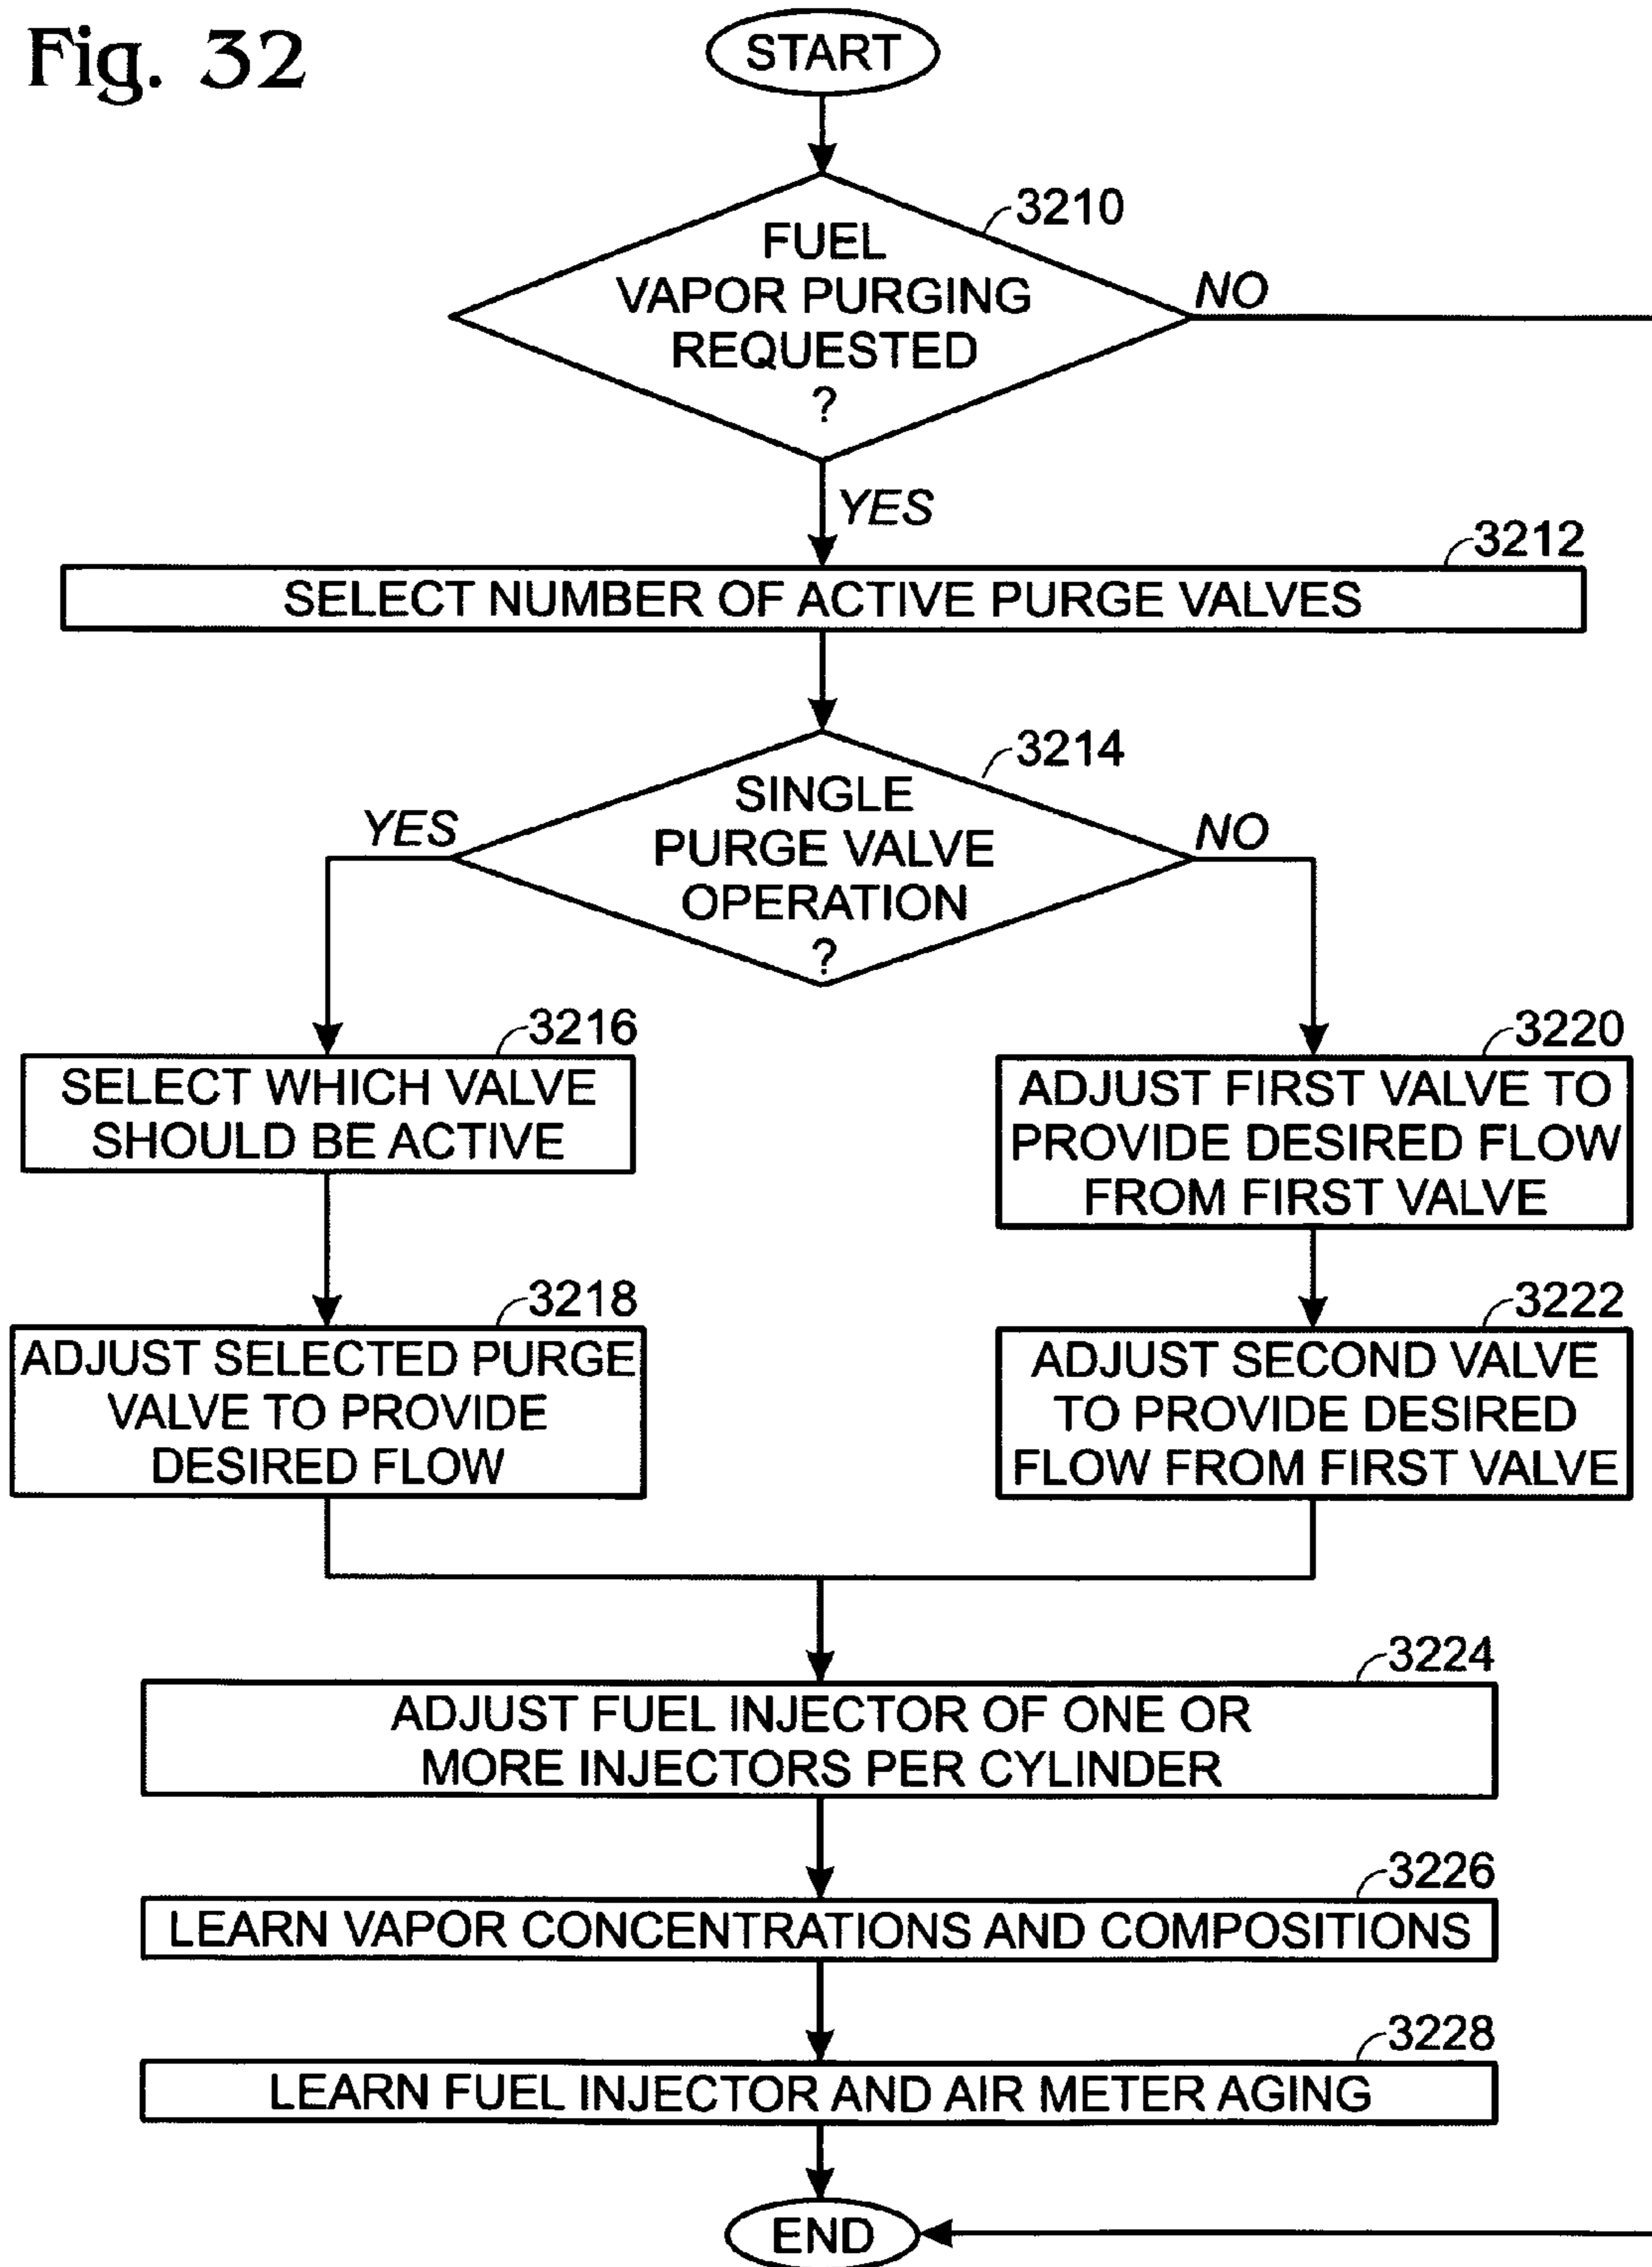 Fig. 32
START
3210
FUEL
VAPOR PURGING
REQUESTED
?
NO
YES
3212
SELECT NUMBER OF ACTIVE PURGE VALVES
3214
SINGLE
PURGE VALVE
OPERATION
?
YES
NO
3216
SELECT WHICH VALVE
SHOULD BE ACTIVE
3220
ADJUST FIRST VALVE TO
PROVIDE DESIRED FLOW
FROM FIRST VALVE
3218
ADJUST SELECTED PURGE
VALVE TO PROVIDE
DESIRED FLOW
3222
ADJUST SECOND VALVE
TO PROVIDE DESIRED
FLOW FROM FIRST VALVE
3224
ADJUST FUEL INJECTOR OF ONE OR
MORE INJECTORS PER CYLINDER
3226
LEARN VAPOR CONCENTRATIONS AND COMPOSITIONS
3228
LEARN FUEL INJECTOR AND AIR METER AGING
END